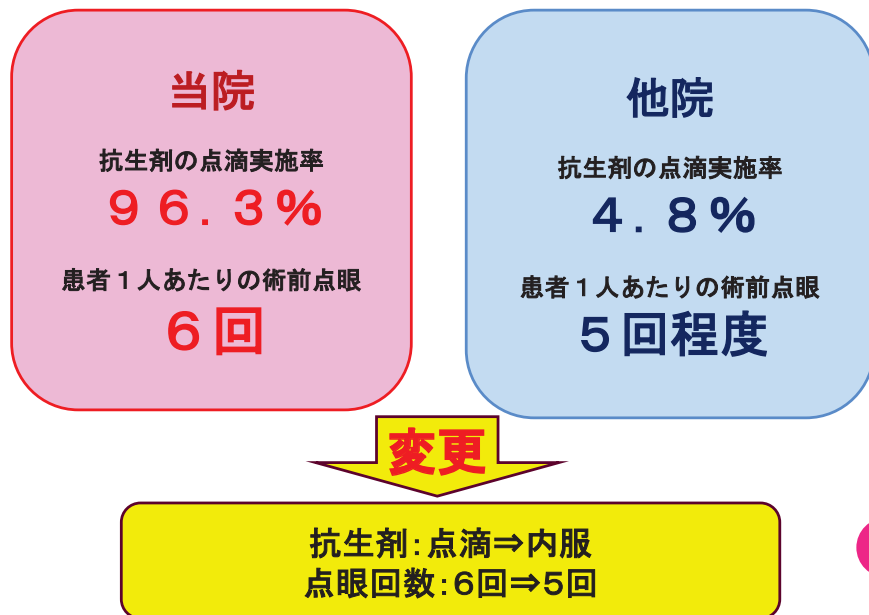 当院
抗生剤の点滴実施率
９６．３％
患者１人あたりの術前点眼
６回
他院
抗生剤の点滴実施率
４．８％
患者１人あたりの術前点眼
５回程度
変更
抗生剤：点滴⇒内服
点眼回数：６回⇒５回